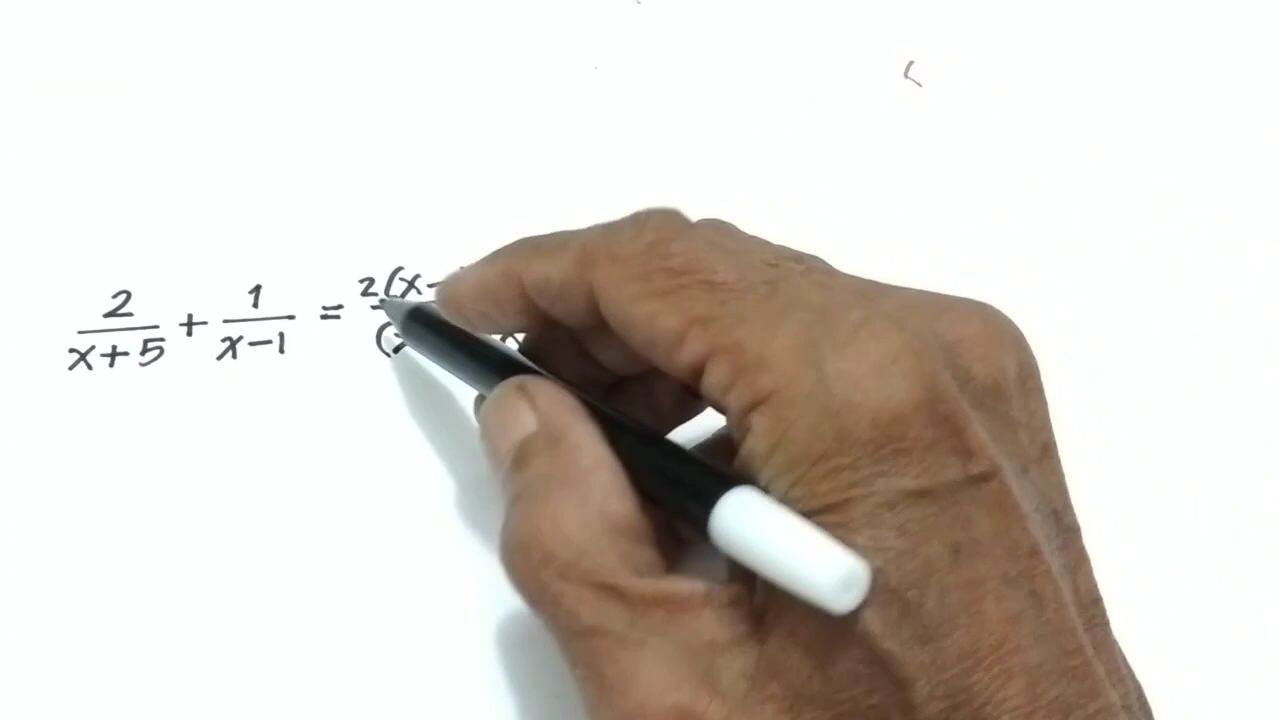 2/(x+5) + 1/(x-1) = 2(x-